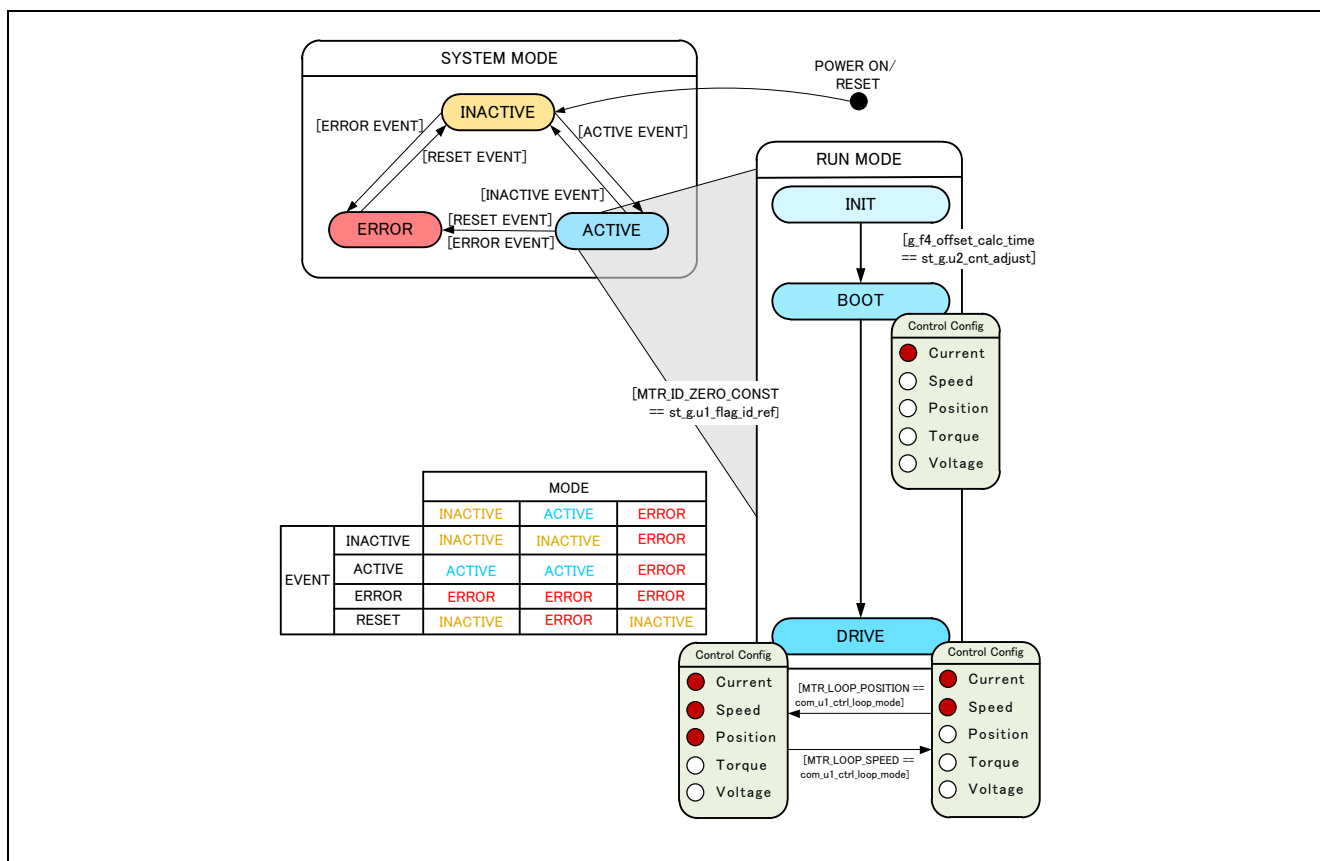 SYSTEM MODE
POWER ON/
RESET
INACTIVE
[ERROR EVENT]
[ACTIVE EVENT]
[RESET EVENT]
[INACTIVE EVENT]
ERROR
[RESET EVENT]
[ERROR EVENT]
ACTIVE
RUN MODE
INIT
[g_f4_offset_calc_time
== st_g.u2_cnt_adjust]
BOOT
Control Config
Current
Speed
Position
Torque
Voltage
[MTR_ID_ZERO_CONST
== st_g.u1_flag_id_ref]
MODE
INACTIVE ACTIVE ERROR
EVENT
INACTIVE INACTIVE INACTIVE ERROR
ACTIVE ACTIVE ACTIVE ERROR
ERROR ERROR ERROR ERROR
RESET INACTIVE ERROR INACTIVE
DRIVE
Control Config
Current
Speed
Position
Torque
Voltage
[MTR_LOOP_POSITION ==
com_u1_ctrl_loop_mode]
[MTR_LOOP_SPEED ==
com_u1_ctrl_loop_mode]
Control Config
Current
Speed
Position
Torque
Voltage